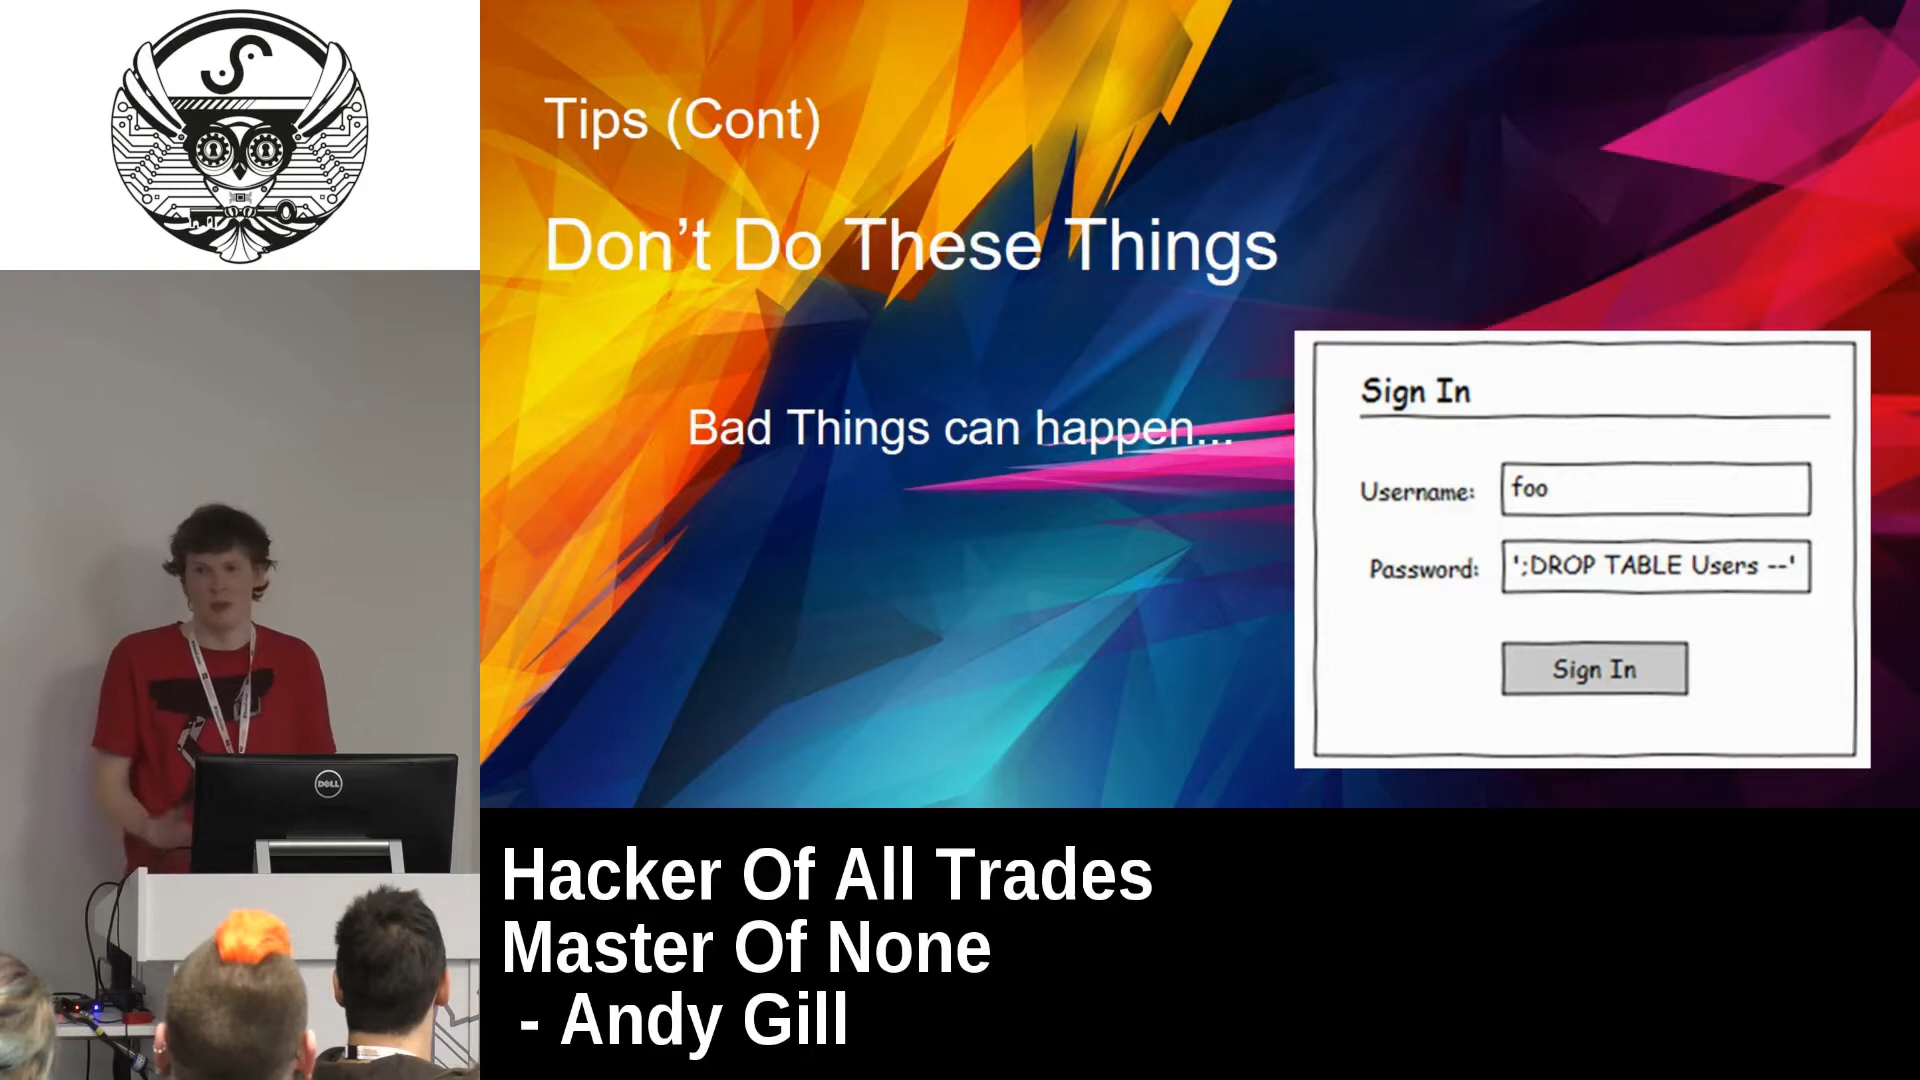 Tips (Cont)
Don’t Do These Things
Bad Things can happen...
Sign In
Username: foo
Password: ';DROP TABLE Users --'
Sign In
DELL
Hacker Of All Trades
Master Of None
- Andy Gill